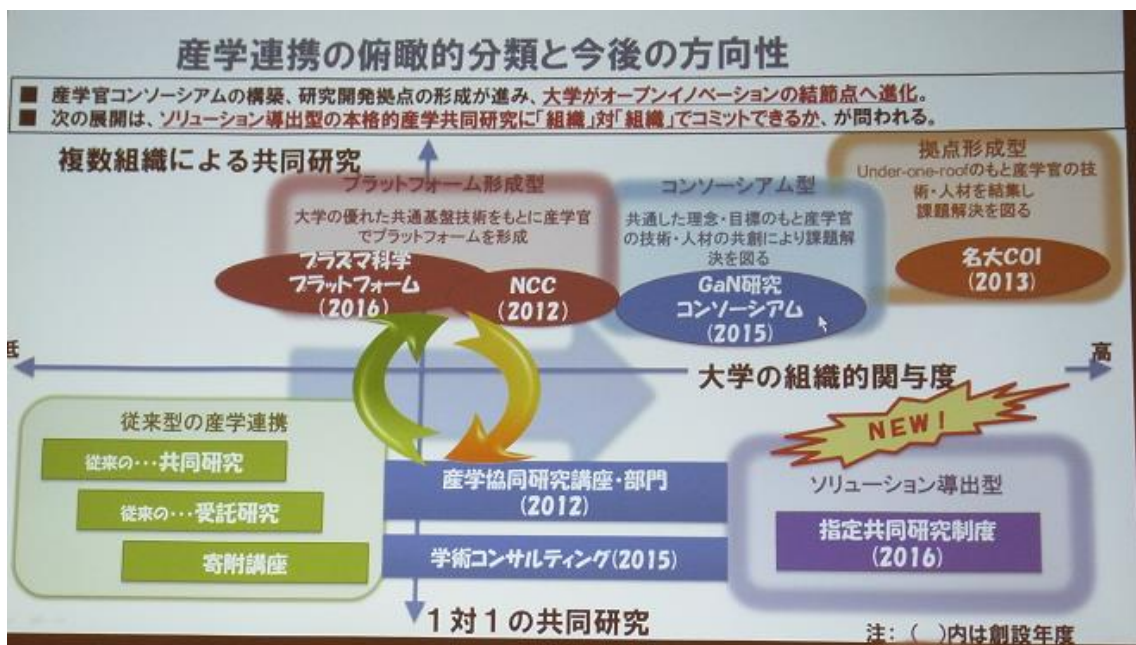 産学連携の俯瞰的分類と今後の方向性
■ 産学官コンソーシアムの構築、研究開発拠点の形成が進み、大学がオープンイノベーションの結節点へ進化。
■ 次の展開は、ソリューション導出型の本格的産学共同研究に「組織」対「組織」でコミットできるか、が問われる。
複数組織による共同研究
プラットフォーム形成型
大学の優れた共通基盤技術をもとに産学官
でプラットフォームを形成
プラズマ科学
プラットフォーム
(2016)
NCC
(2012)
コンソーシアム型
共通した理念・目標のもと産学官
の技術・人材の共創により課題解
決を図る
GaN研究
コンソーシアム
(2015)
拠点形成型
Under-one-roofのもと産学官の技
術・人材を結集し
課題解決を図る
名大COI
(2013)
低
高
大学の組織的関与度
従来型の産学連携
従来の･･･共同研究
従来の･･･受託研究
寄附講座
産学協同研究講座・部門
(2012)
学術コンサルティング(2015)
NEW!
ソリューション導出型
指定共同研究制度
(2016)
1対1の共同研究
注:( )内は創設年度